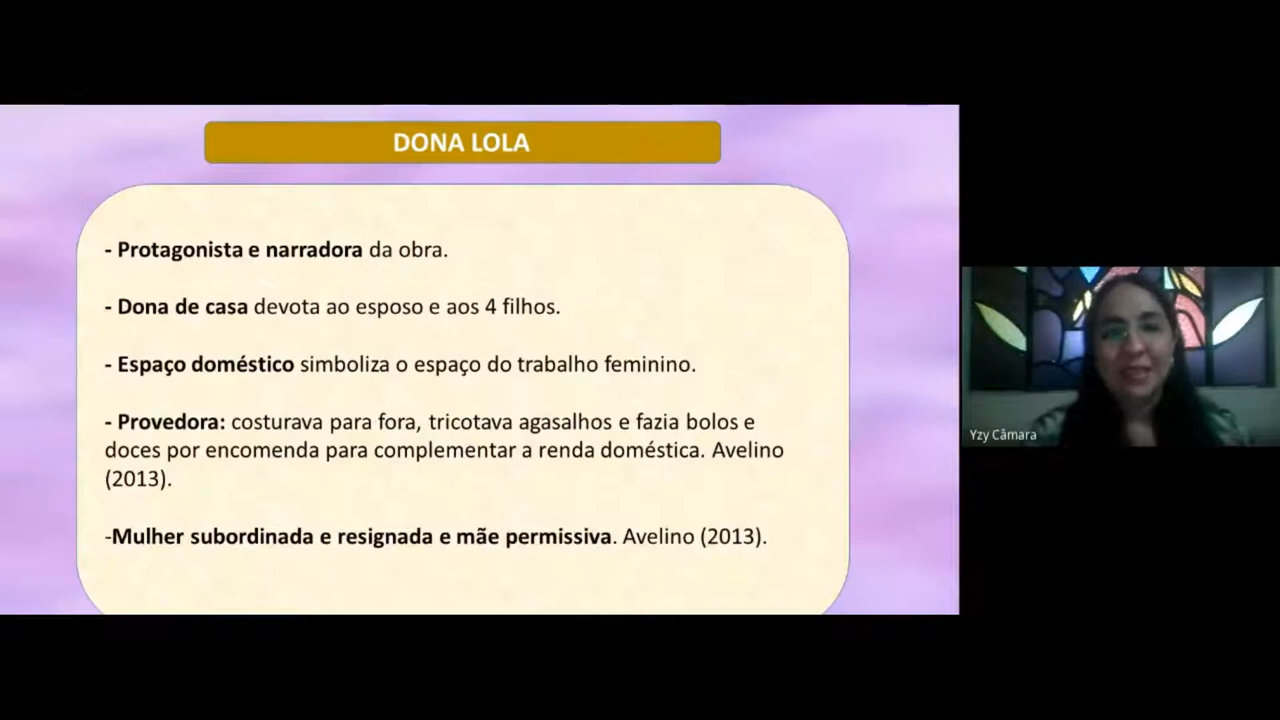 DONA LOLA
- Protagonista e narradora da obra.
- Dona de casa devota ao esposo e aos 4 filhos.
- Espaço doméstico simboliza o espaço do trabalho feminino.
- Provedora: costurava para fora, tricotava agasalhos e fazia bolos e
doces por encomenda para complementar a renda doméstica. Avelino
(2013).
-Mulher subordinada e resignada e mãe permissiva. Avelino (2013).
Yzy Câmara